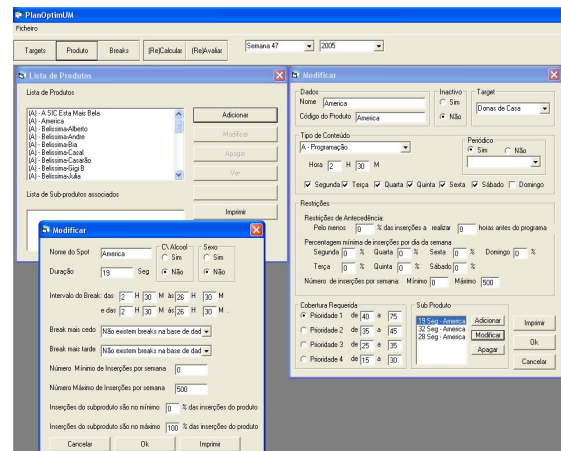 PlanOptimUM
Ficheiro
Targets Produto Breaks (Re)Calcular (Re)Avaliar Semana 47 2005
Lista de Produtos
Lista de Produtos
(A) - A SIC Esta Mais Bela
(A) - America
(A) - Belissima-Alberto
(A) - Belissima-Andre
(A) - Belissima-Bia
(A) - Belissima-Casal
(A) - Belissima-Casarão
(A) - Belissima-Gigi B
(A) - Belissima-Julia
Adicionar
Modificar
Apagar
Ver
Imprimir
Lista de Sub-produtos associados
Modificar
Nome do Spot America
Duração 19 Seg
C\ Alcool
Sim
Não
Sexo
Sim
Não
Intervalo do Break: das 2 H 30 M às 26 H 30 M
e das 2 H 30 M às 26 H 30 M .
Break mais cedo Não existem breaks na base de dad
Break mais tarde Não existem breaks na base de dad
Número Mínimo de Inserções por semana 0
Número Máximo de Inserções por semana 500
Inserções do subproduto são no mínimo 0 % das inserções do produto
Inserções do subproduto são no máximo 100 % das inserções do produto
Cancelar Ok Imprimir
Modificar
Dados
Nome America
Código do Produto America
Inactivo
Sim
Não
Target
Donas de Casa
Tipo de Conteúdo
A - Programação
Periódico
Sim Não
Hora 2 H 30 M
Segunda Terça Quarta Quinta Sexta Sábado Domingo
Restrições
Restrições de Antecedência:
Pelo menos 0 % das inserções a realizar 0 horas antes do programa
Percentagem mínima de inserções por dia da semana
Segunda 0 % Quarta 0 % Sexta 0 % Domingo 0 %
Terça 0 % Quinta 0 % Sábado 0 %
Número de inserções por semana: Mínimo 0 Máximo 500
Cobertura Requerida
Prioridade 1 de 40 a 75
Prioridade 2 de 35 a 45
Prioridade 3 de 25 a 35
Prioridade 4 de 15 a 30
Sub Produto
19 Seg - America
32 Seg - America
28 Seg - America
Adicionar
Modificar
Apagar
Imprimir
Ok
Cancelar